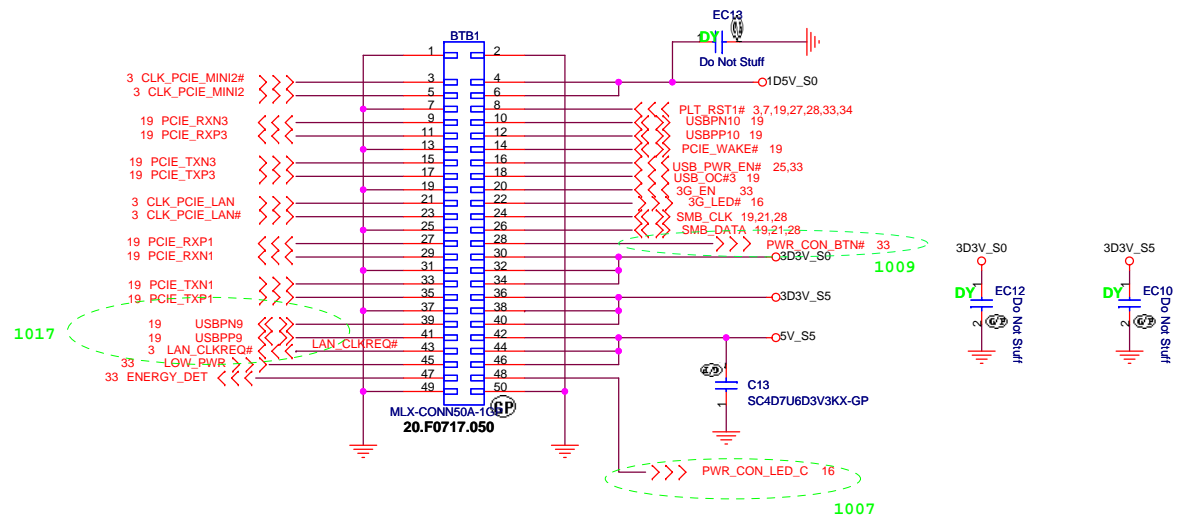 EC13
BTB1
DY
1
Do Not Stuff
1 2
3 CLK_PCIE_MINI2# 3 4 1D5V_S0
3 CLK_PCIE_MINI2 5 6
7 8 PLT_RST1# 3,7,19,27,28,33,34
19 PCIE_RXN3 9 10 USBPN10 19
19 PCIE_RXP3 11 12 USBPP10 19
13 14 PCIE_WAKE# 19
19 PCIE_TXN3 15 16 USB_PWR_EN# 25,33
19 PCIE_TXP3 17 18 USB_OC#3 19
19 20 3G_EN 33
3 CLK_PCIE_LAN 21 22 3G_LED# 16
3 CLK_PCIE_LAN# 23 24 SMB_CLK 19,21,28
25 26 SMB_DATA 19,21,28
19 PCIE_RXP1 27 28 PWR_CON_BTN# 33
19 PCIE_RXN1 29 30 3D3V_S0
1009
31 32
19 PCIE_TXN1 33 34
19 PCIE_TXP1 35 36 3D3V_S5
37 38
1017
19 USBPN9 39 40
19 USBPP9 41 42 5V_S5
3 LAN_CLKREQ# LAN_CLKREQ# 43 44
33 LOW_PWR 45 46
33 ENERGY_DET 47 48
49 50
MLX-CONN50A-1GP
GP
20.F0717.050
C13
1
SC4D7U6D3V3KX-GP
PWR_CON_LED_C 16
1007
3D3V_S0 3D3V_S5
1 1
DY EC12 DY EC10
2 2
Do Not Stuff Do Not Stuff